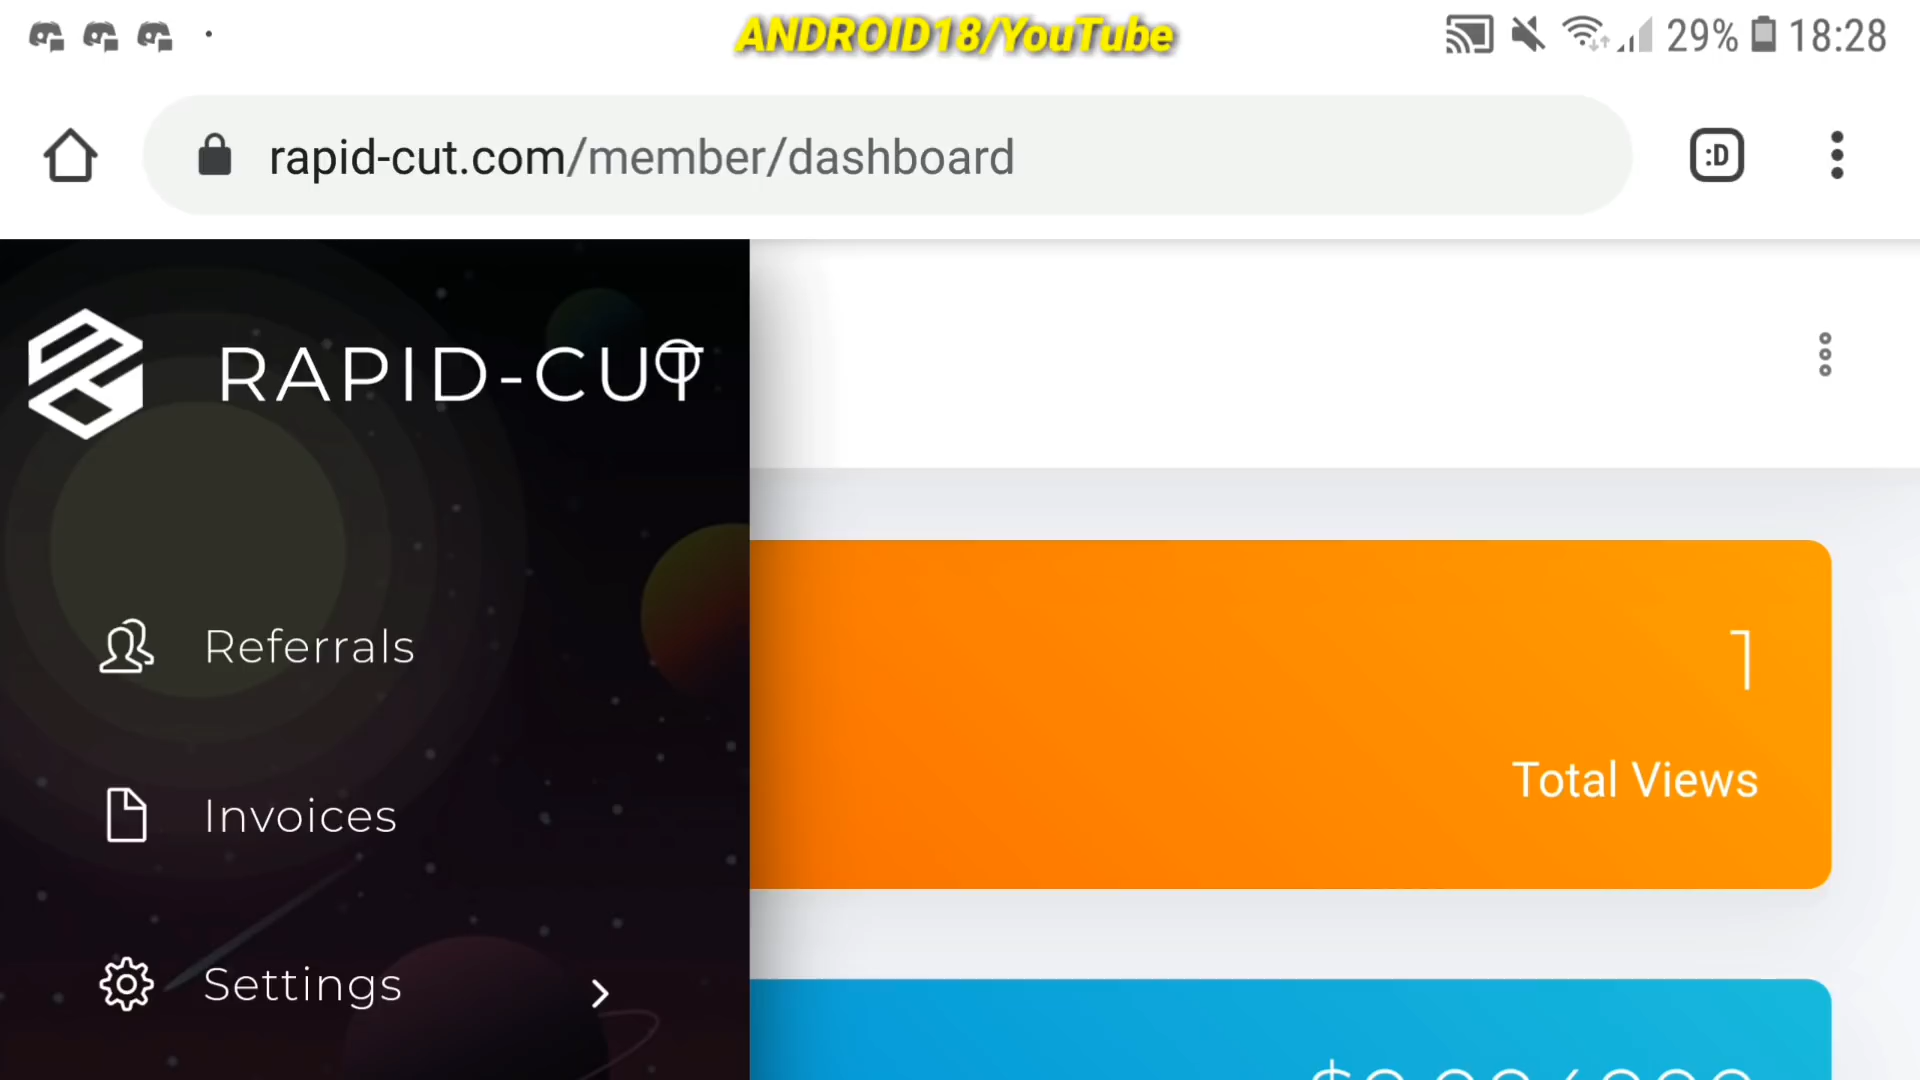 ANDROID18/YouTube
29% 18:28
rapid-cut.com/member/dashboard
:D
RAPID-CUT
Referrals
Invoices
Settings
1
Total Views